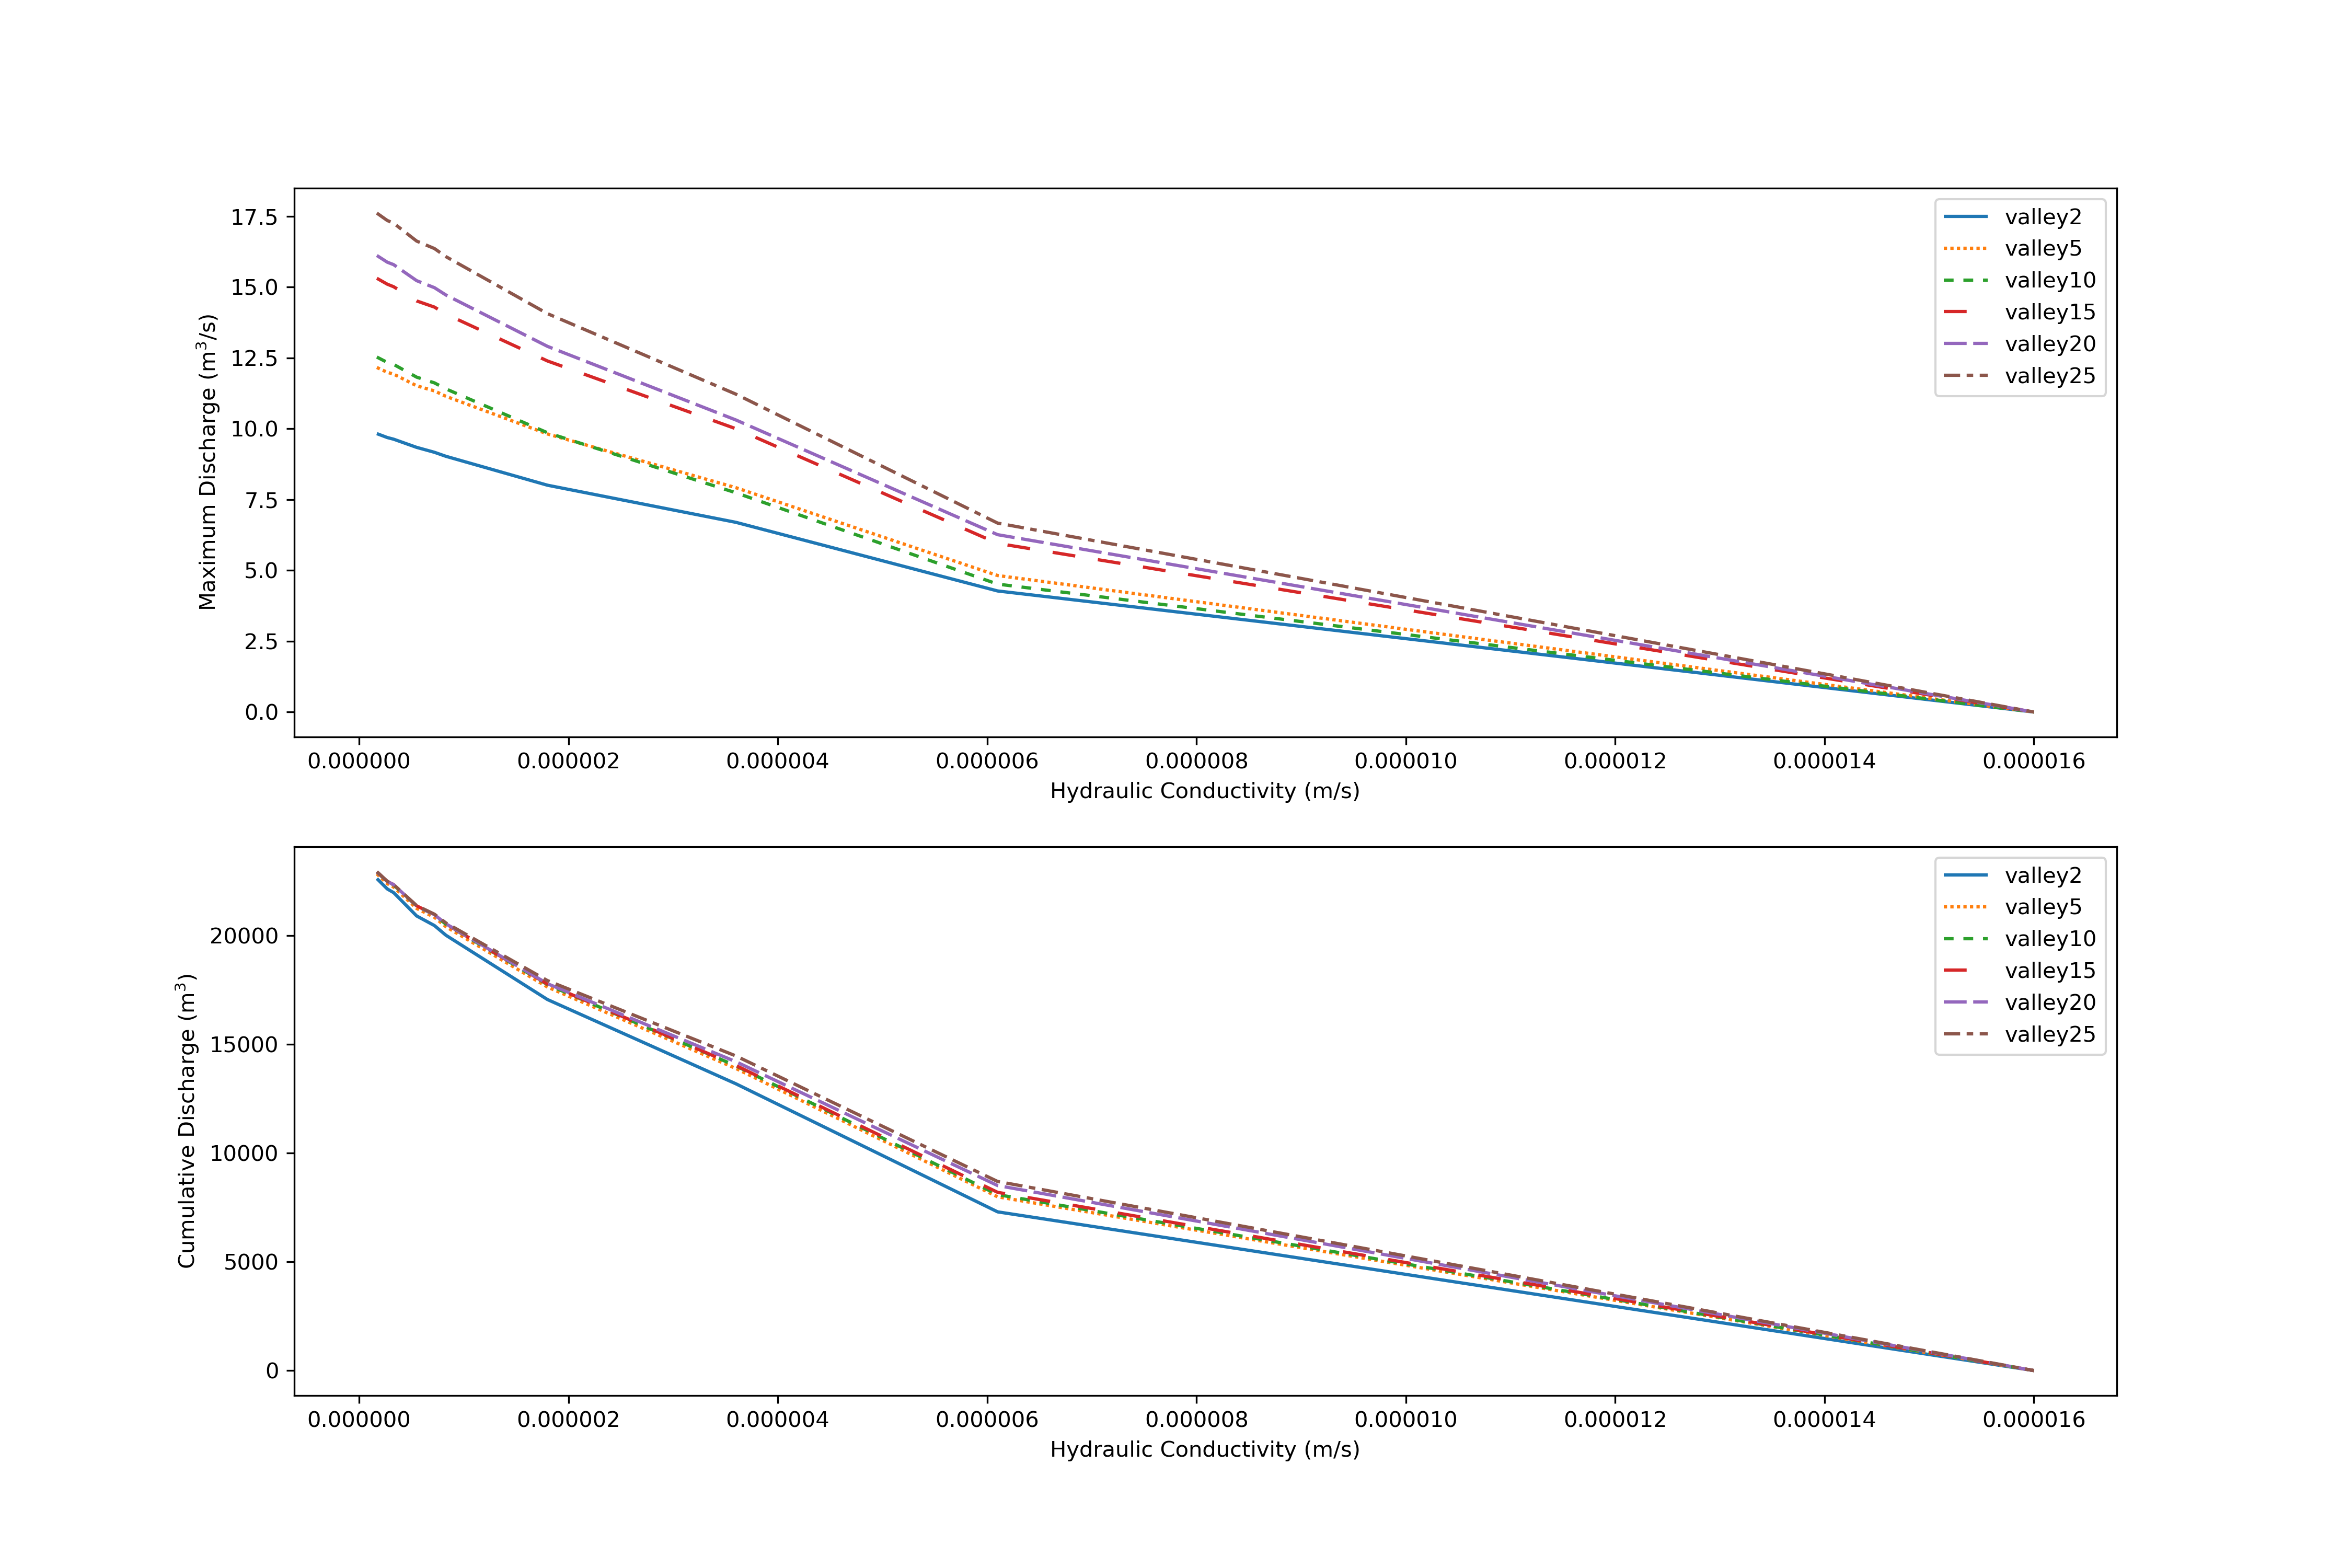 17.5
15.0
12.5
10.0
7.5
5.0
2.5
0.0
Maximum Discharge (m³/s)
valley2
valley5
valley10
valley15
valley20
valley25
0.000000 0.000002 0.000004 0.000006 0.000008 0.000010 0.000012 0.000014 0.000016
Hydraulic Conductivity (m/s)
20000
15000
10000
5000
0
Cumulative Discharge (m³)
valley2
valley5
valley10
valley15
valley20
valley25
0.000000 0.000002 0.000004 0.000006 0.000008 0.000010 0.000012 0.000014 0.000016
Hydraulic Conductivity (m/s)